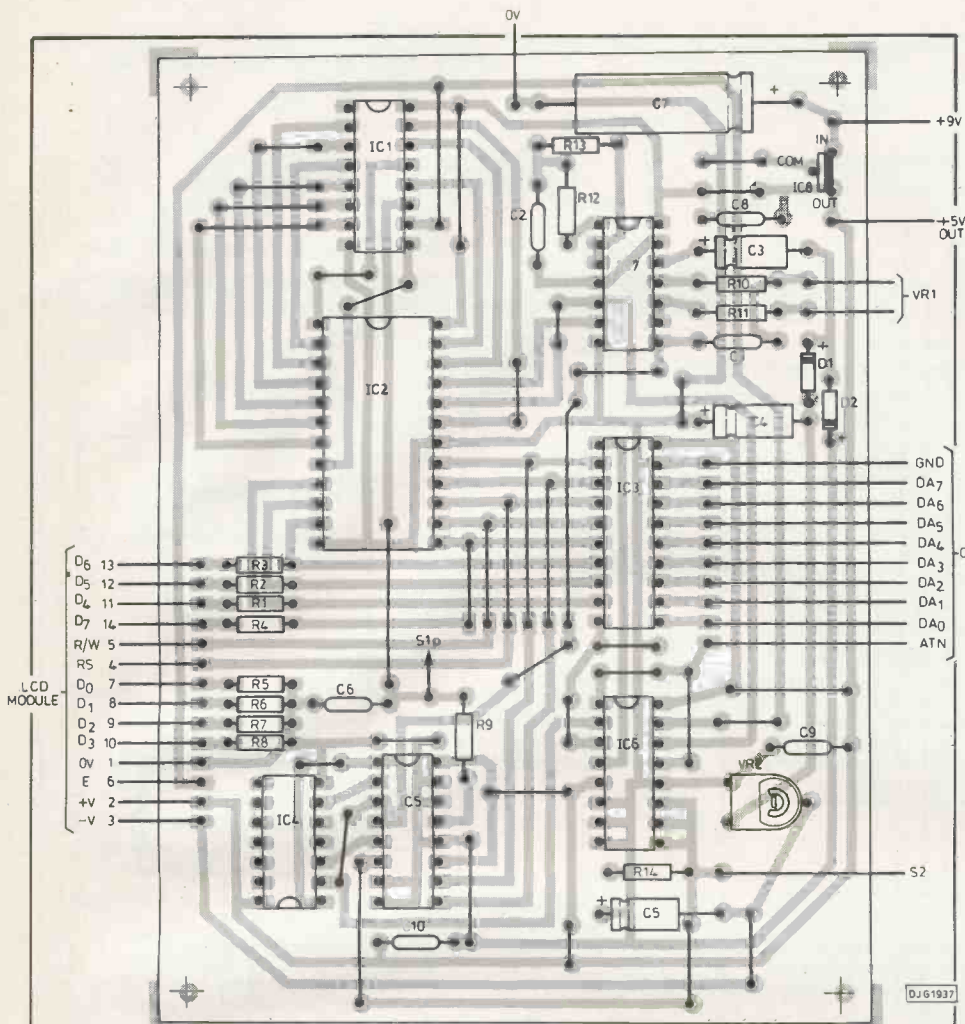 0V
C7
+
+9V
IN
COM
IC8
OUT
+5V
OUT
IC1
R13
R12
C2
C8
+
C3
7
R10
R11
VR1
C
+
D1
D2
+
+
C4
IC2
IC3
GND
DA7
DA6
DA5
DA4
DA3
DA2
DA1
DA0
ATN
D6 13
D5 12
D4 11
D7 14
R/W 5
RS 4
D0 7
D1 8
D2 9
D3 10
0V 1
E 6
+V 2
-V 3
LCD
MODULE
R3
R2
R1
R4
R5
R6
R7
R8
S1p
C6
R9
IC6
C9
IC4
C5
R14
S2
+
C5
10
DJG1937